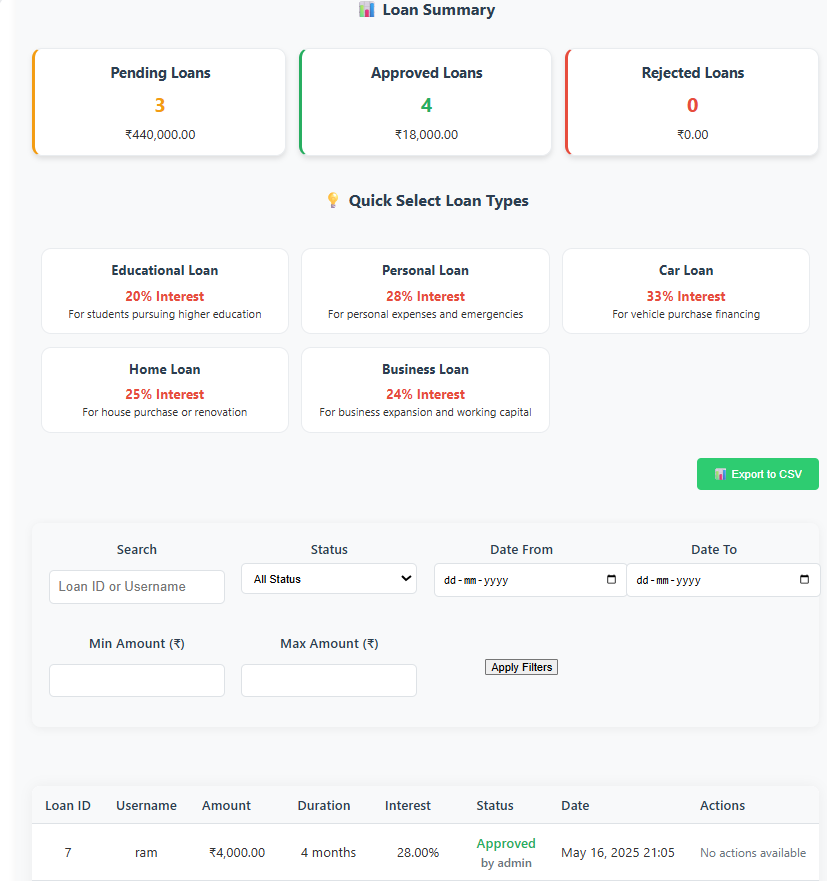 Loan Summary
Pending Loans
3
₹440,000.00
Approved Loans
4
₹18,000.00
Rejected Loans
0
₹0.00
Quick Select Loan Types
Educational Loan
20% Interest
For students pursuing higher education
Personal Loan
28% Interest
For personal expenses and emergencies
Car Loan
33% Interest
For vehicle purchase financing
Home Loan
25% Interest
For house purchase or renovation
Business Loan
24% Interest
For business expansion and working capital
Export to CSV
Search
Loan ID or Username
Status
All Status
Date From
dd-mm-yyyy
Date To
dd-mm-yyyy
Min Amount (₹)
Max Amount (₹)
Apply Filters
Loan ID Username Amount Duration Interest Status Date Actions
7 ram ₹4,000.00 4 months 28.00% Approved May 16, 2025 21:05 No actions available
by admin